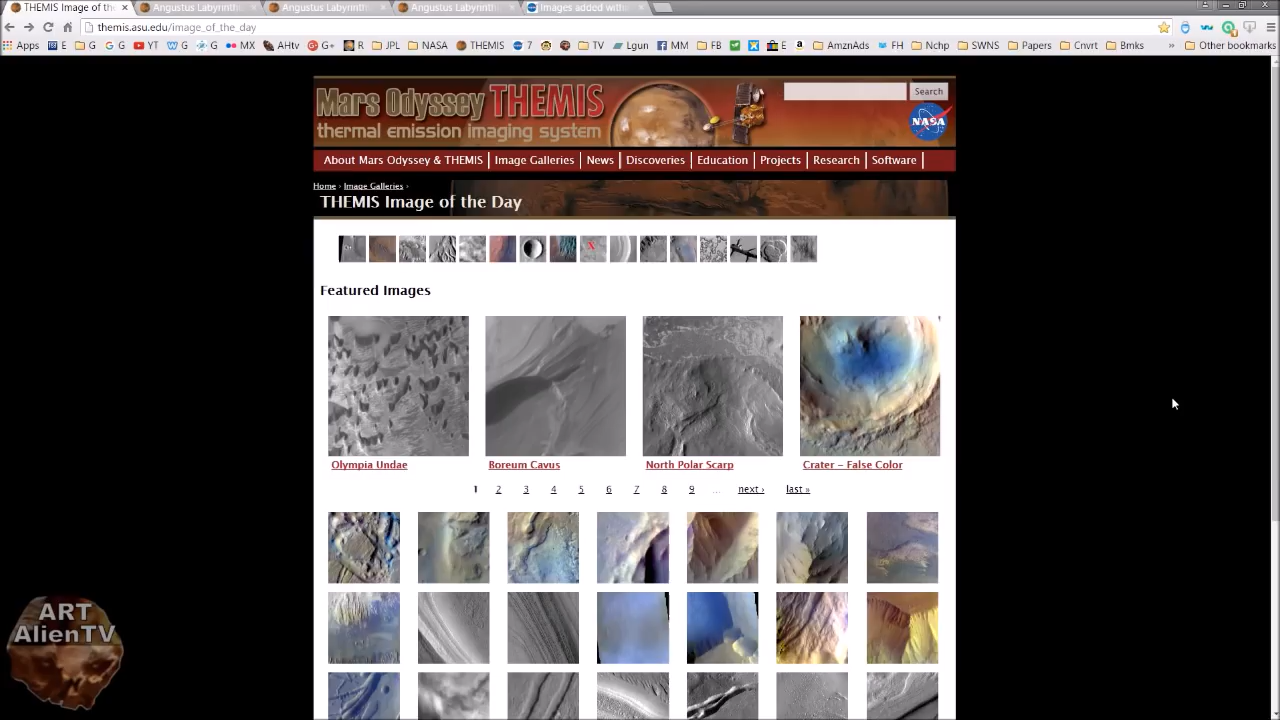 THEMIS Image of the
Angustus Labyrinth
Angustus Labyrinth
Angustus Labyrinth
Images added with
themis.asu.edu/image_of_the_day
Apps
E
G
G
YT
G
G
MX
AHtv
G+
R
JPL
NASA
THEMIS
7
TV
Lgun
MM
FB
X
E
AmznAds
FH
Nchp
SWNS
Papers
Cnvrt
Bmks
»
Other bookmarks
Mars Odyssey THEMIS
thermal emission imaging system
Search
NASA
About Mars Odyssey & THEMIS
Image Galleries
News
Discoveries
Education
Projects
Research
Software
Home › Image Galleries ›
THEMIS Image of the Day
Featured Images
Olympia Undae
Boreum Cavus
North Polar Scarp
Crater - False Color
1 2 3 4 5 6 7 8 9 … next › last »
ART
AlienTV